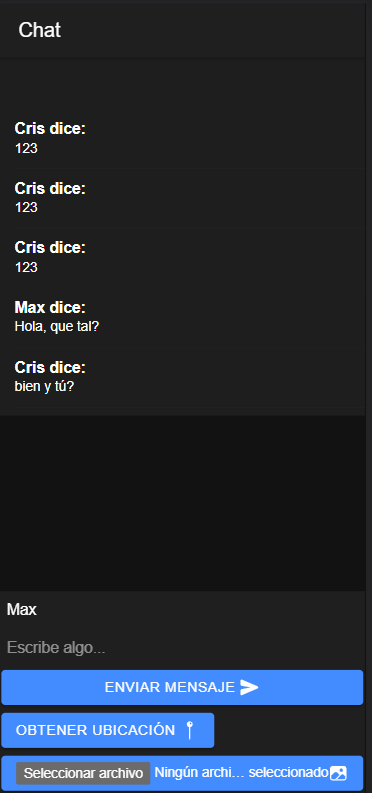 Chat
Cris dice:
123
Cris dice:
123
Cris dice:
123
Max dice:
Hola, que tal?
Cris dice:
bien y tú?
Max
Escribe algo...
ENVIAR MENSAJE
OBTENER UBICACIÓN
Seleccionar archivo Ningún archi... seleccionado